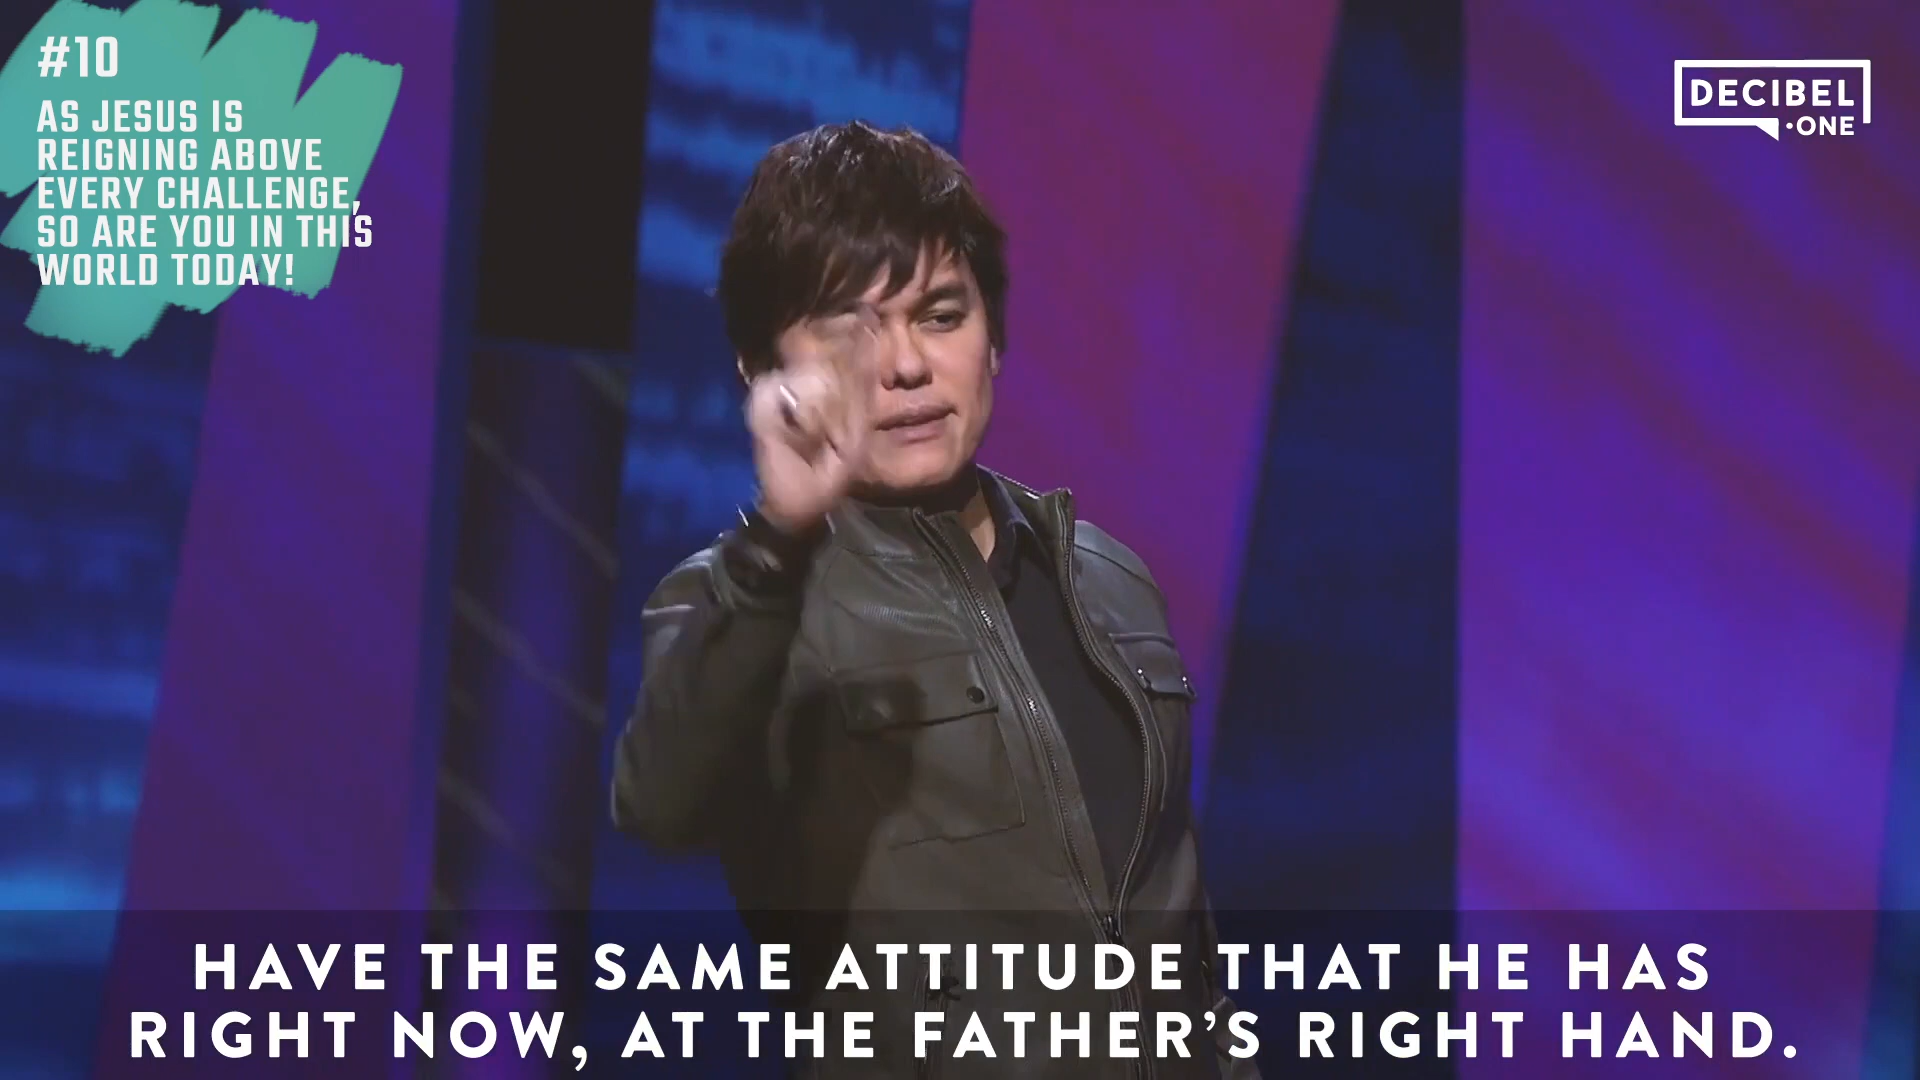 #10
AS JESUS IS
REIGNING ABOVE
EVERY CHALLENGE,
SO ARE YOU IN THIS
WORLD TODAY!
DECIBEL
·ONE
HAVE THE SAME ATTITUDE THAT HE HAS
RIGHT NOW, AT THE FATHER’S RIGHT HAND.